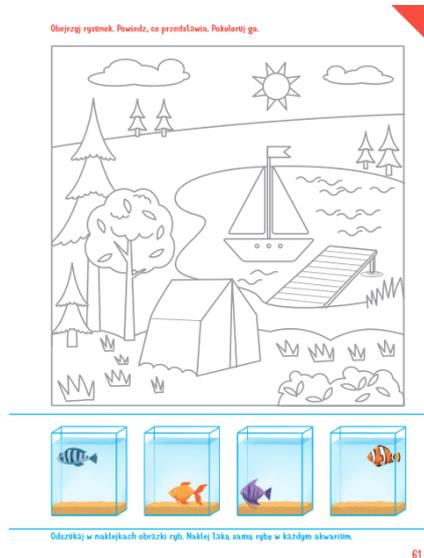 Obejrzyj rysunek. Powiedz, co przedstawia. Pokoloruj go.
Odszukaj w naklejkach obrazki ryb. Naklej taką samą rybę w każdym akwarium.
61